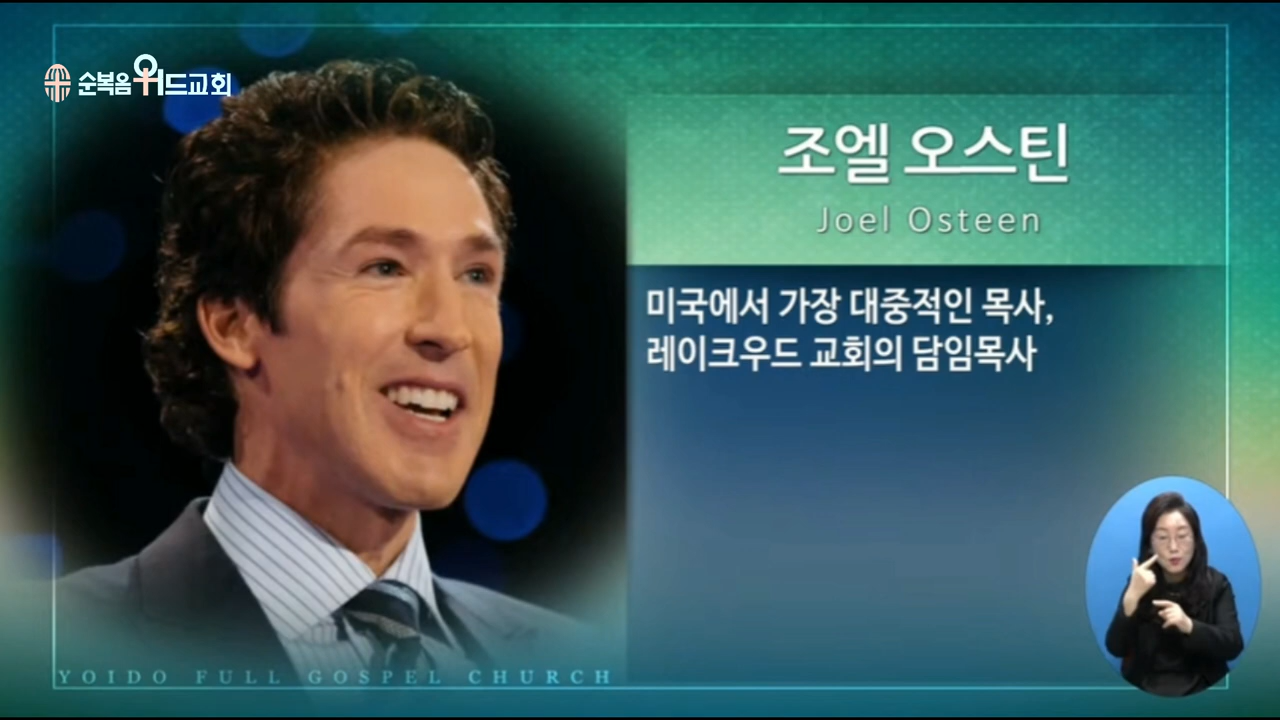 순복음워드교회
조엘 오스틴
Joel Osteen
미국에서 가장 대중적인 목사,
레이크우드 교회의 담임목사
YOIDO FULL GOSPEL CHURCH